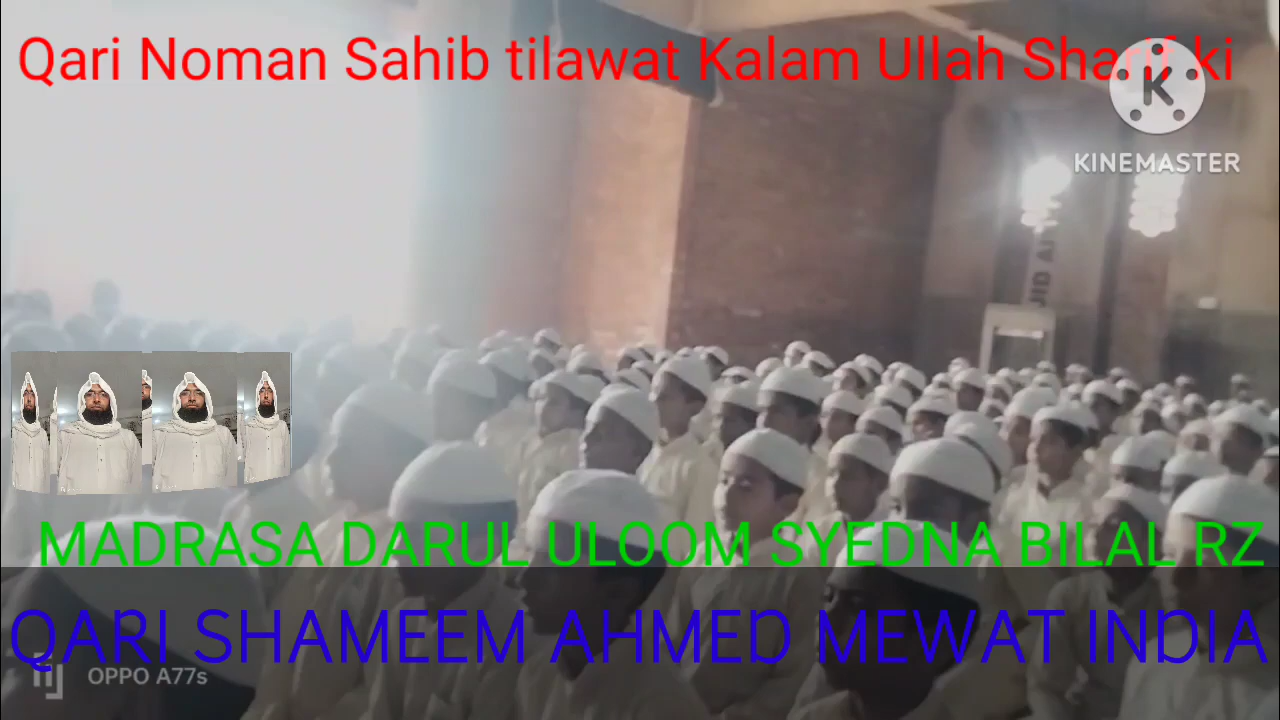 Qari Noman Sahib tilawat Kalam Ullah Sharif ki
K
KINEMASTER
MADRASA DARUL ULOOM SYEDNA BILAL RZ
QARI SHAMEEM AHMED MEWAT INDIA
OPPO A77s